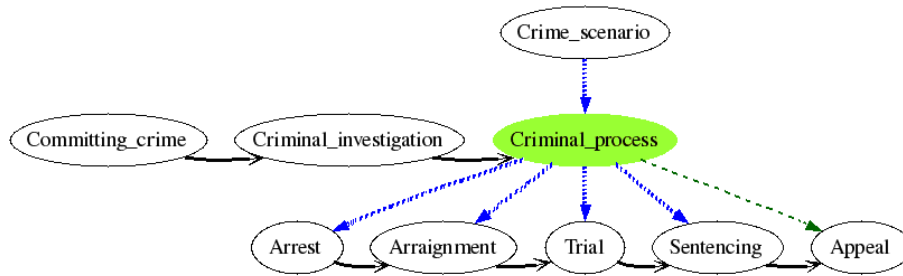 Crime_scenario
Committing_crime Criminal_investigation Criminal_process
Arrest Arraignment Trial Sentencing Appeal